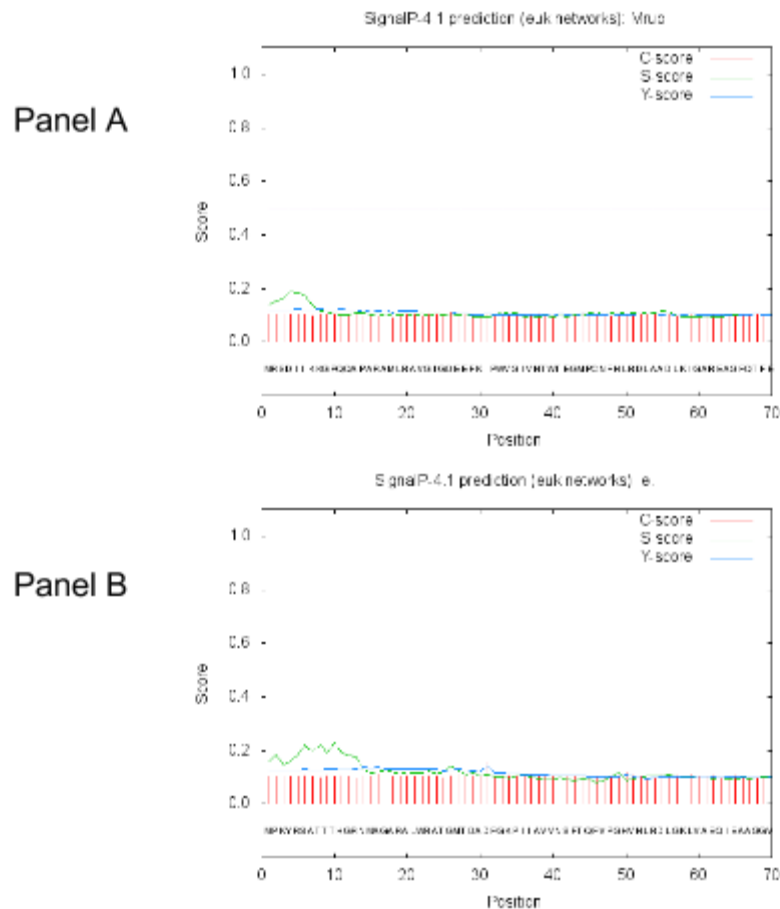 SignalP-4.1 prediction (euk networks): Mrub
Panel A
C-score
S-score
Y-score
1.0
0.8
0.6
0.4
0.2
0.0
Score
0 10 20 30 40 50 60 70
Position
SignalP-4.1 prediction (euk networks) e.
Panel B
C-score
S-score
Y-score
1.0
0.8
0.6
0.4
0.2
0.0
Score
0 10 20 30 40 50 60 70
Position